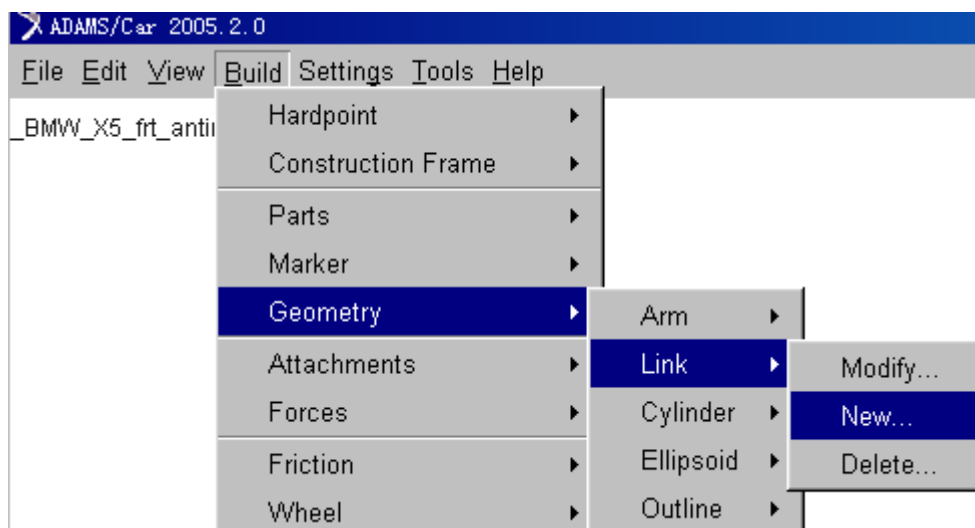 ADAMS/Car 2005.2.0
File Edit View Build Settings Tools Help
_BMW_X5_frt_antir
Hardpoint
Construction Frame
Parts
Marker
Geometry
Attachments
Forces
Friction
Wheel
Arm
Link
Cylinder
Ellipsoid
Outline
Modify...
New...
Delete...